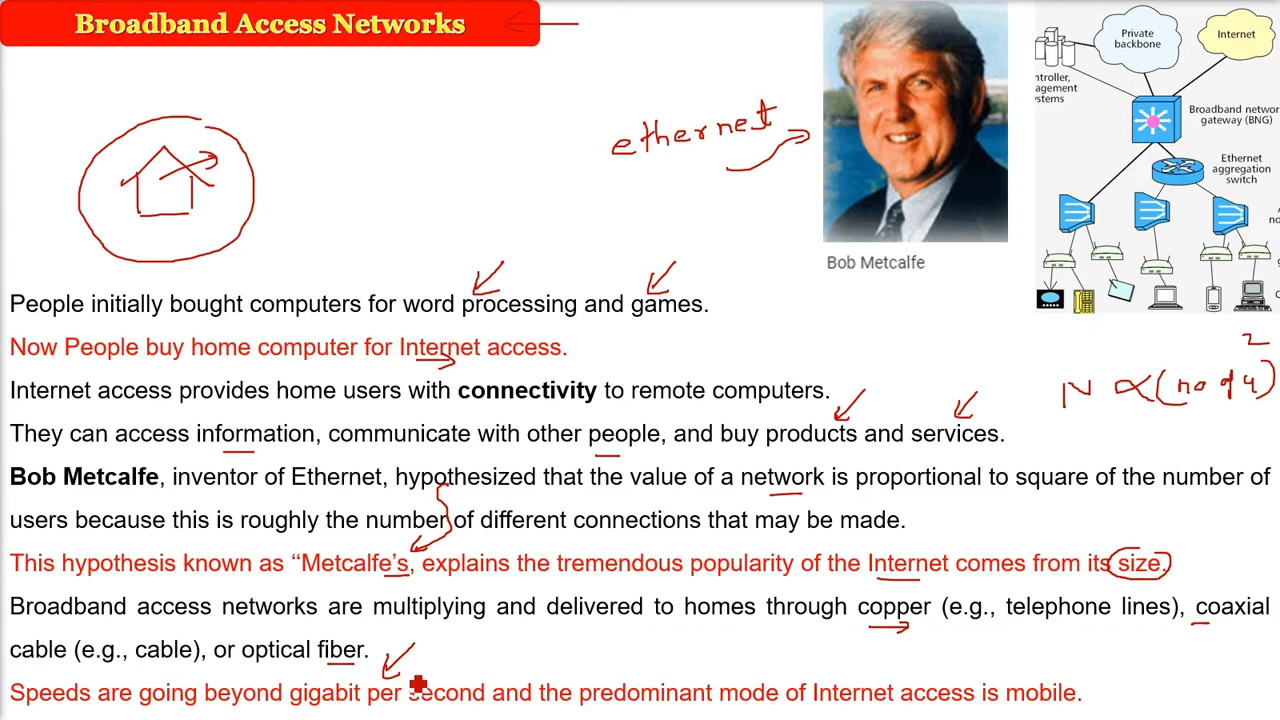 Broadband Access Networks
ethernet
Bob Metcalfe
Private
backbone
Internet
ntroller,
nagement
systems
Broadband networ
gateway (BNG)
Ethernet
aggregation
switch
People initially bought computers for word processing and games.
Now People buy home computer for Internet access.
N ∝ (no of u)²
Internet access provides home users with connectivity to remote computers.
They can access information, communicate with other people, and buy products and services.
Bob Metcalfe, inventor of Ethernet, hypothesized that the value of a network is proportional to square of the number of
users because this is roughly the number of different connections that may be made.
This hypothesis known as “Metcalfe’s, explains the tremendous popularity of the Internet comes from its size.
Broadband access networks are multiplying and delivered to homes through copper (e.g., telephone lines), coaxial
cable (e.g., cable), or optical fiber.
Speeds are going beyond gigabit per second and the predominant mode of Internet access is mobile.